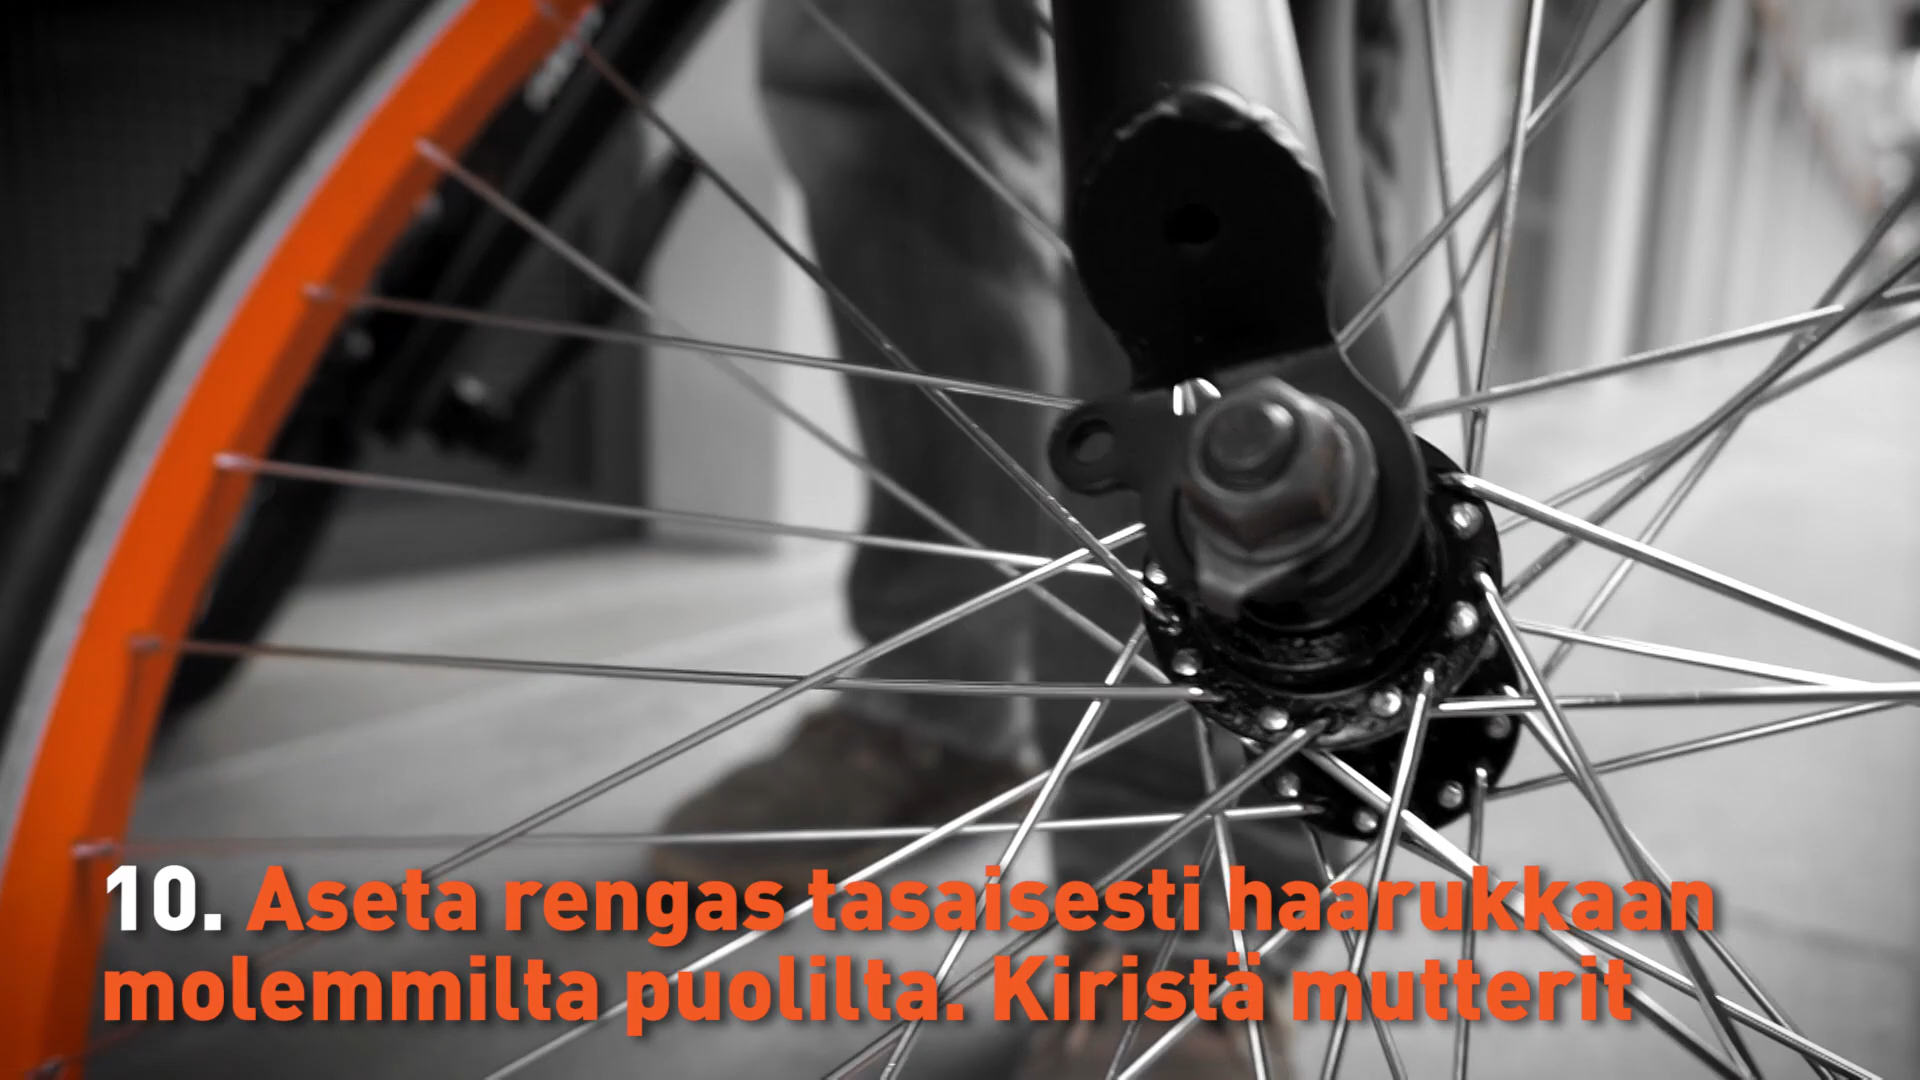 10. Aseta rengas tasaisesti haarukkaan
molemmilta puolilta. Kiristä mutterit